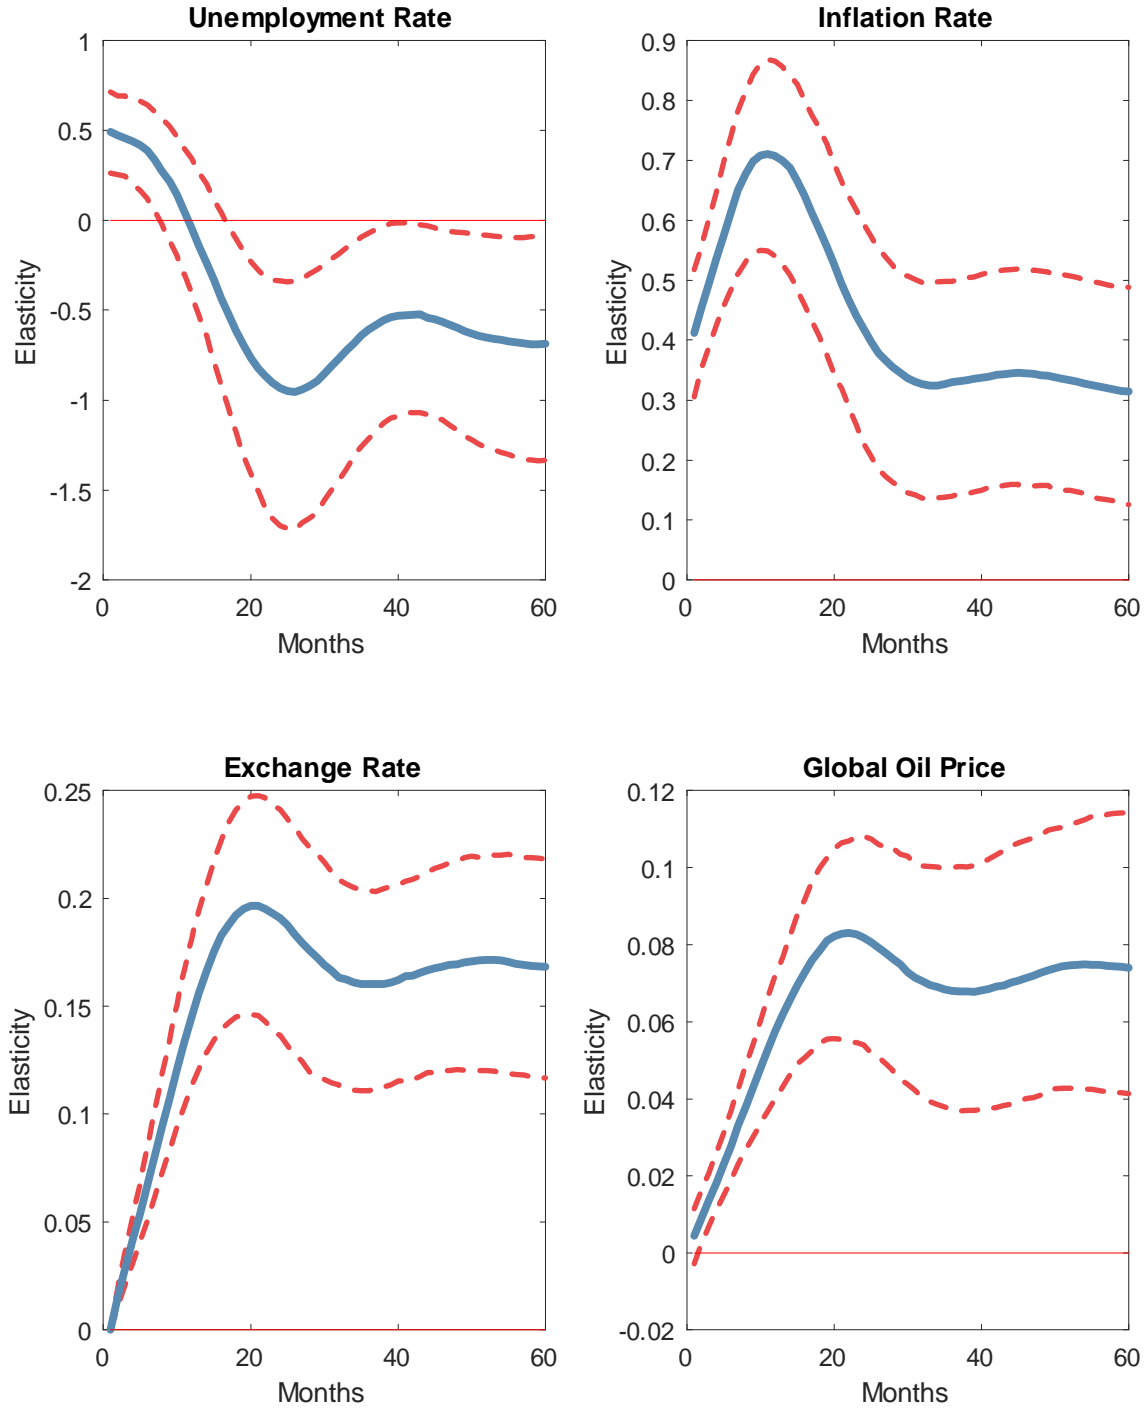 Unemployment Rate
1
0.5
0
-0.5
-1
-1.5
-2
Elasticity
0 20 40 60
Months
Inflation Rate
0.9
0.8
0.7
0.6
0.5
0.4
0.3
0.2
0.1
0
Elasticity
0 20 40 60
Months
Exchange Rate
0.25
0.2
0.15
0.1
0.05
0
Elasticity
0 20 40 60
Months
Global Oil Price
0.12
0.1
0.08
0.06
0.04
0.02
0
-0.02
Elasticity
0 20 40 60
Months